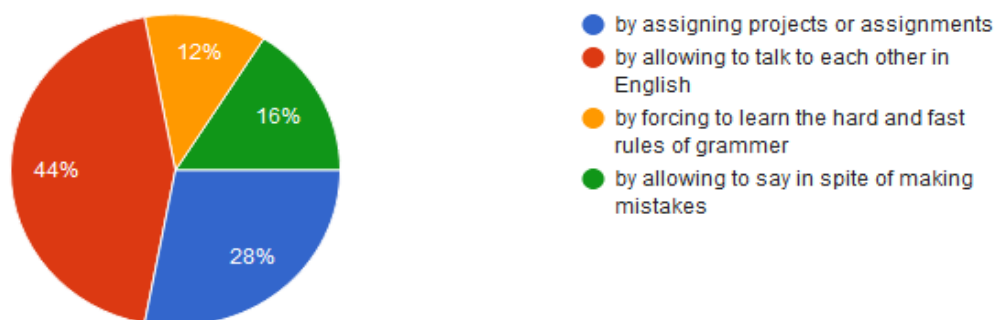 12%
16%
44%
28%
by assigning projects or assignments
by allowing to talk to each other in
English
by forcing to learn the hard and fast
rules of grammer
by allowing to say in spite of making
mistakes